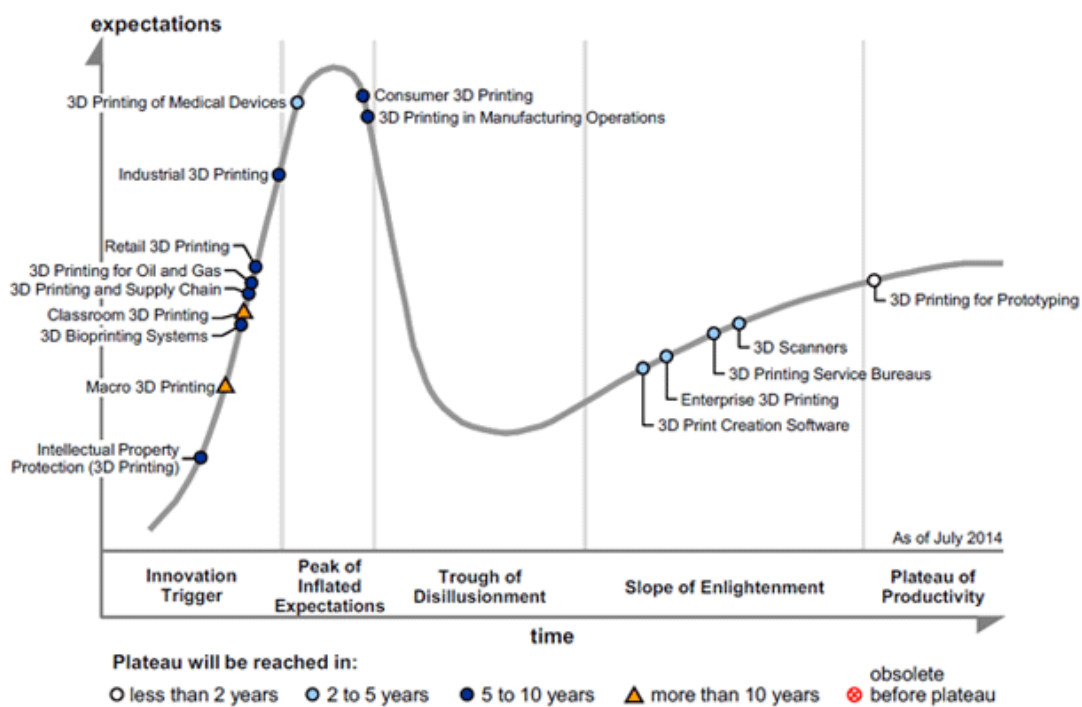 expectations
3D Printing of Medical Devices
Consumer 3D Printing
3D Printing in Manufacturing Operations
Industrial 3D Printing
Retail 3D Printing
3D Printing for Oil and Gas
3D Printing and Supply Chain
Classroom 3D Printing
3D Bioprinting Systems
Macro 3D Printing
Intellectual Property
Protection (3D Printing)
3D Printing for Prototyping
3D Scanners
3D Printing Service Bureaus
Enterprise 3D Printing
3D Print Creation Software
As of July 2014
Innovation
Trigger
Peak of
Inflated
Expectations
Trough of
Disillusionment
Slope of Enlightenment
Plateau of
Productivity
time
Plateau will be reached in:
less than 2 years
2 to 5 years
5 to 10 years
more than 10 years
obsolete
before plateau